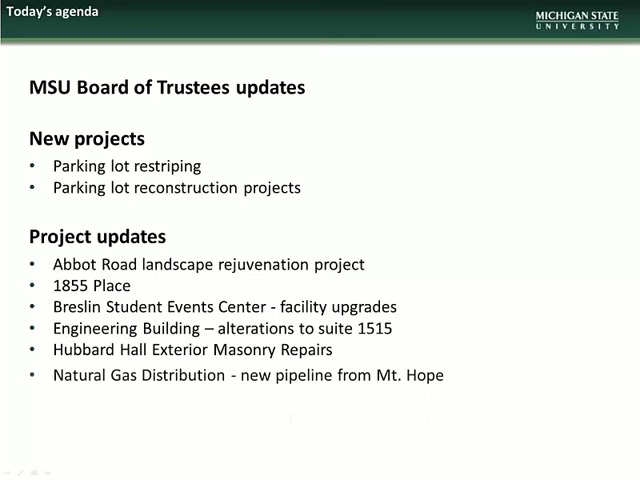 Today's agenda
MICHIGAN STATE
UNIVERSITY
MSU Board of Trustees updates
New projects
• Parking lot restriping
• Parking lot reconstruction projects
Project updates
• Abbot Road landscape rejuvenation project
• 1855 Place
• Breslin Student Events Center - facility upgrades
• Engineering Building – alterations to suite 1515
• Hubbard Hall Exterior Masonry Repairs
• Natural Gas Distribution - new pipeline from Mt. Hope